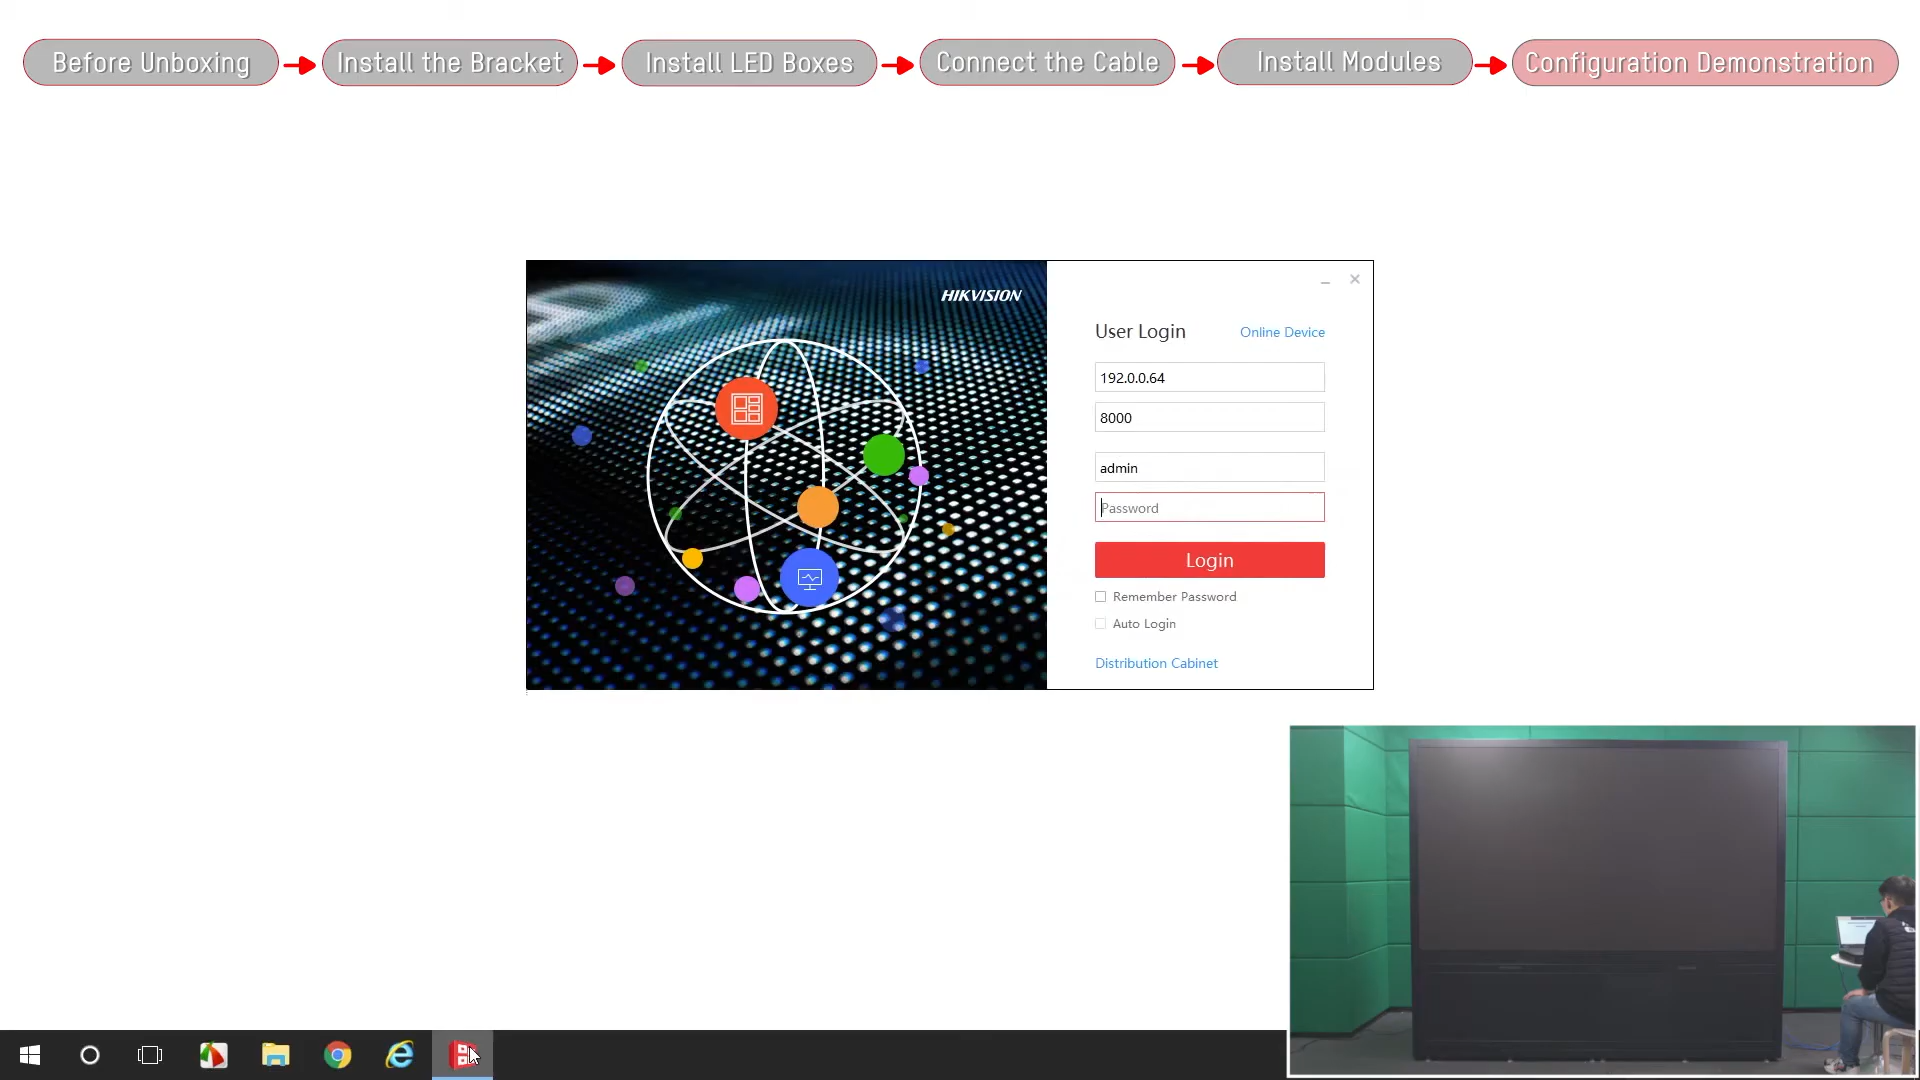 Before Unboxing
Install the Bracket
Install LED Boxes
Connect the Cable
Install Modules
Configuration Demonstration
HIKVISION
User Login
Online Device
192.0.0.64
8000
admin
Password
Login
Remember Password
Auto Login
Distribution Cabinet